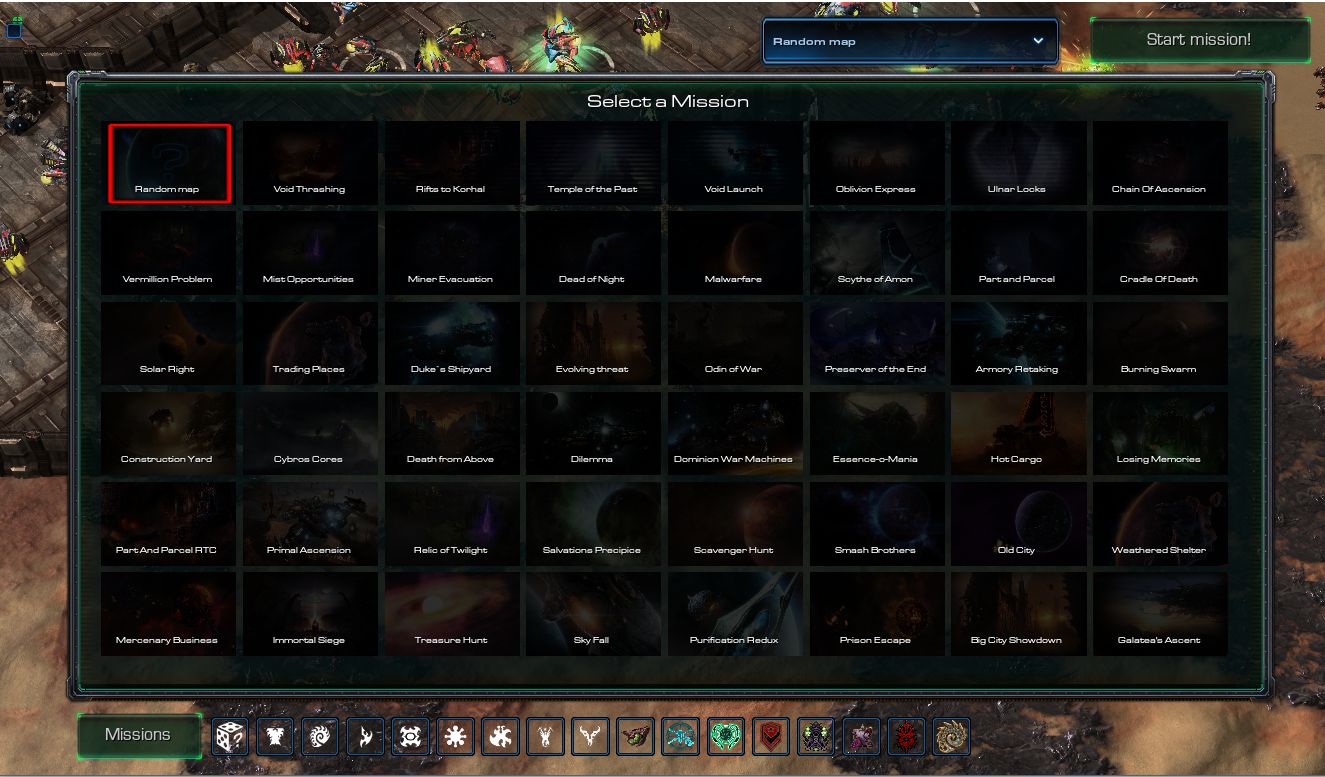 Random map
Start mission!
Select a Mission
Random map
Void Thrashing
Rifts to Korhal
Temple of the Past
Void Launch
Oblivion Express
Ulnar Locks
Chain Of Ascension
Vermillion Problem
Mist Opportunities
Miner Evacuation
Dead of Night
Malwarfare
Scythe of Amon
Part and Parcel
Cradle Of Death
Solar Right
Trading Places
Duke`s Shipyard
Evolving threat
Odin of War
Preserver of the End
Armory Retaking
Burning Swarm
Construction Yard
Cybros Cores
Death from Above
Dilemma
Dominion War Machines
Essence-o-Mania
Hot Cargo
Losing Memories
Part And Parcel RTC
Primal Ascension
Relic of Twilight
Salvations Precipice
Scavenger Hunt
Smash Brothers
Old City
Weathered Shelter
Mercenary Business
Immortal Siege
Treasure Hunt
Sky Fall
Purification Redux
Prison Escape
Big City Showdown
Galatea's Ascent
Missions